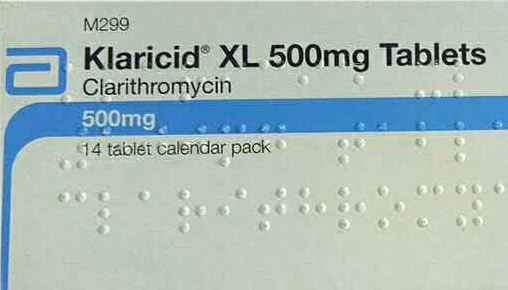 M299
Klaricid® XL 500mg Tablets
Clarithromycin
500mg
14 tablet calendar pack